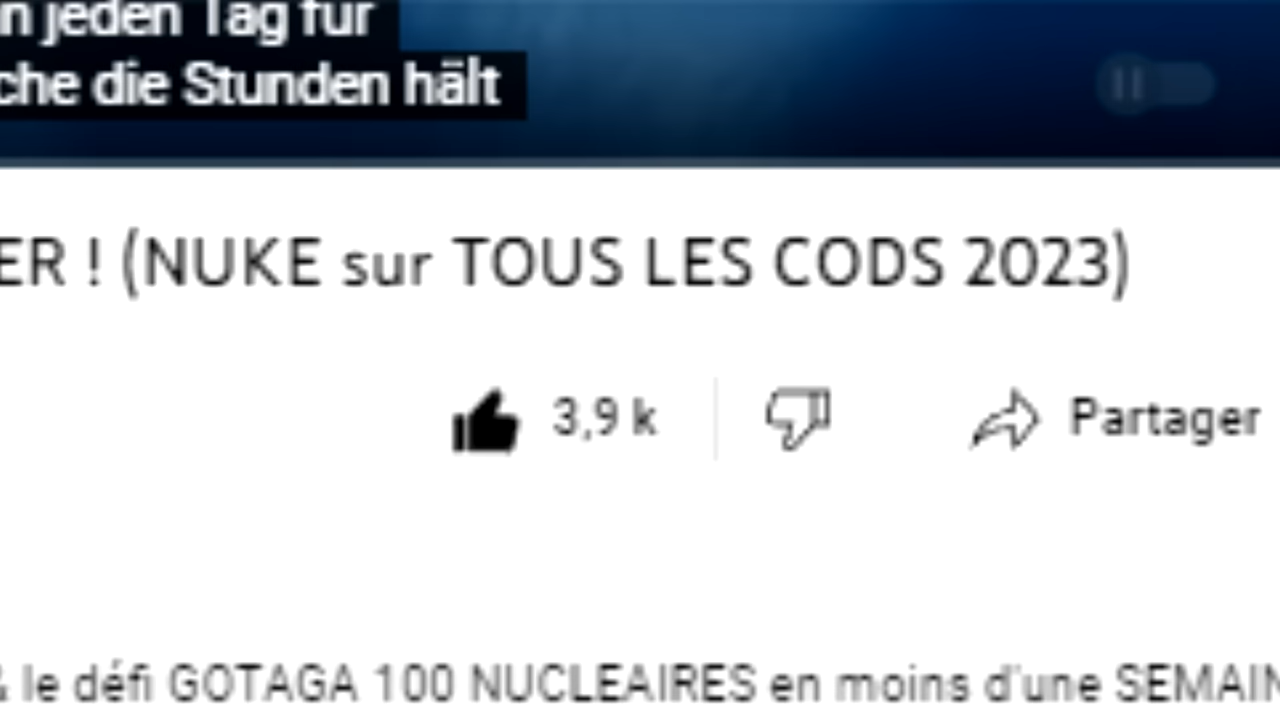 n jeden Tag für
che die Stunden hält
ER ! (NUKE sur TOUS LES CODS 2023)
3,9 k
Partager
& le défi GOTAGA 100 NUCLEAIRES en moins d'une SEMAIN